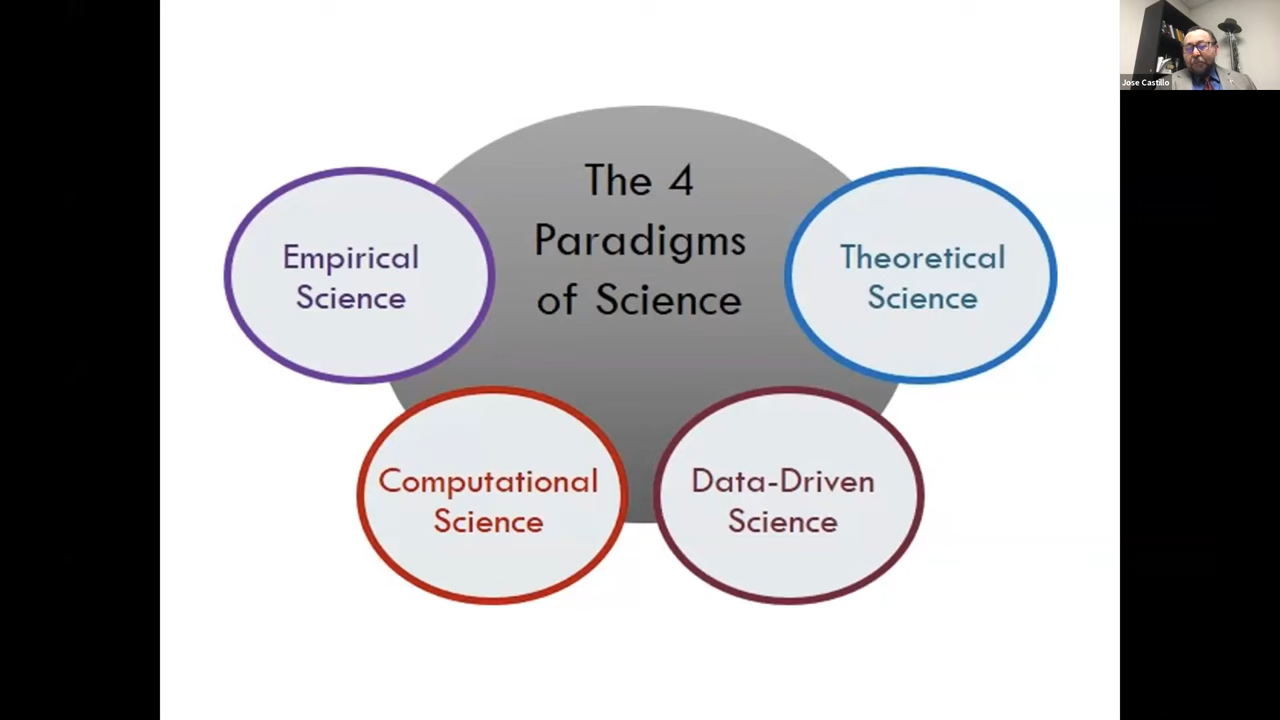 Jose Castillo
The 4
Paradigms
of Science
Empirical
Science
Theoretical
Science
Computational
Science
Data-Driven
Science